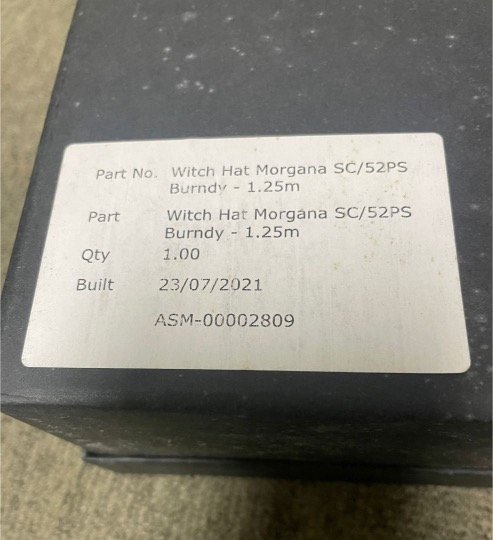 Part No. Witch Hat Morgana SC/52PS
Burndy - 1.25m
Part Witch Hat Morgana SC/52PS
Burndy - 1.25m
Qty 1.00
Built 23/07/2021
ASM-00002809